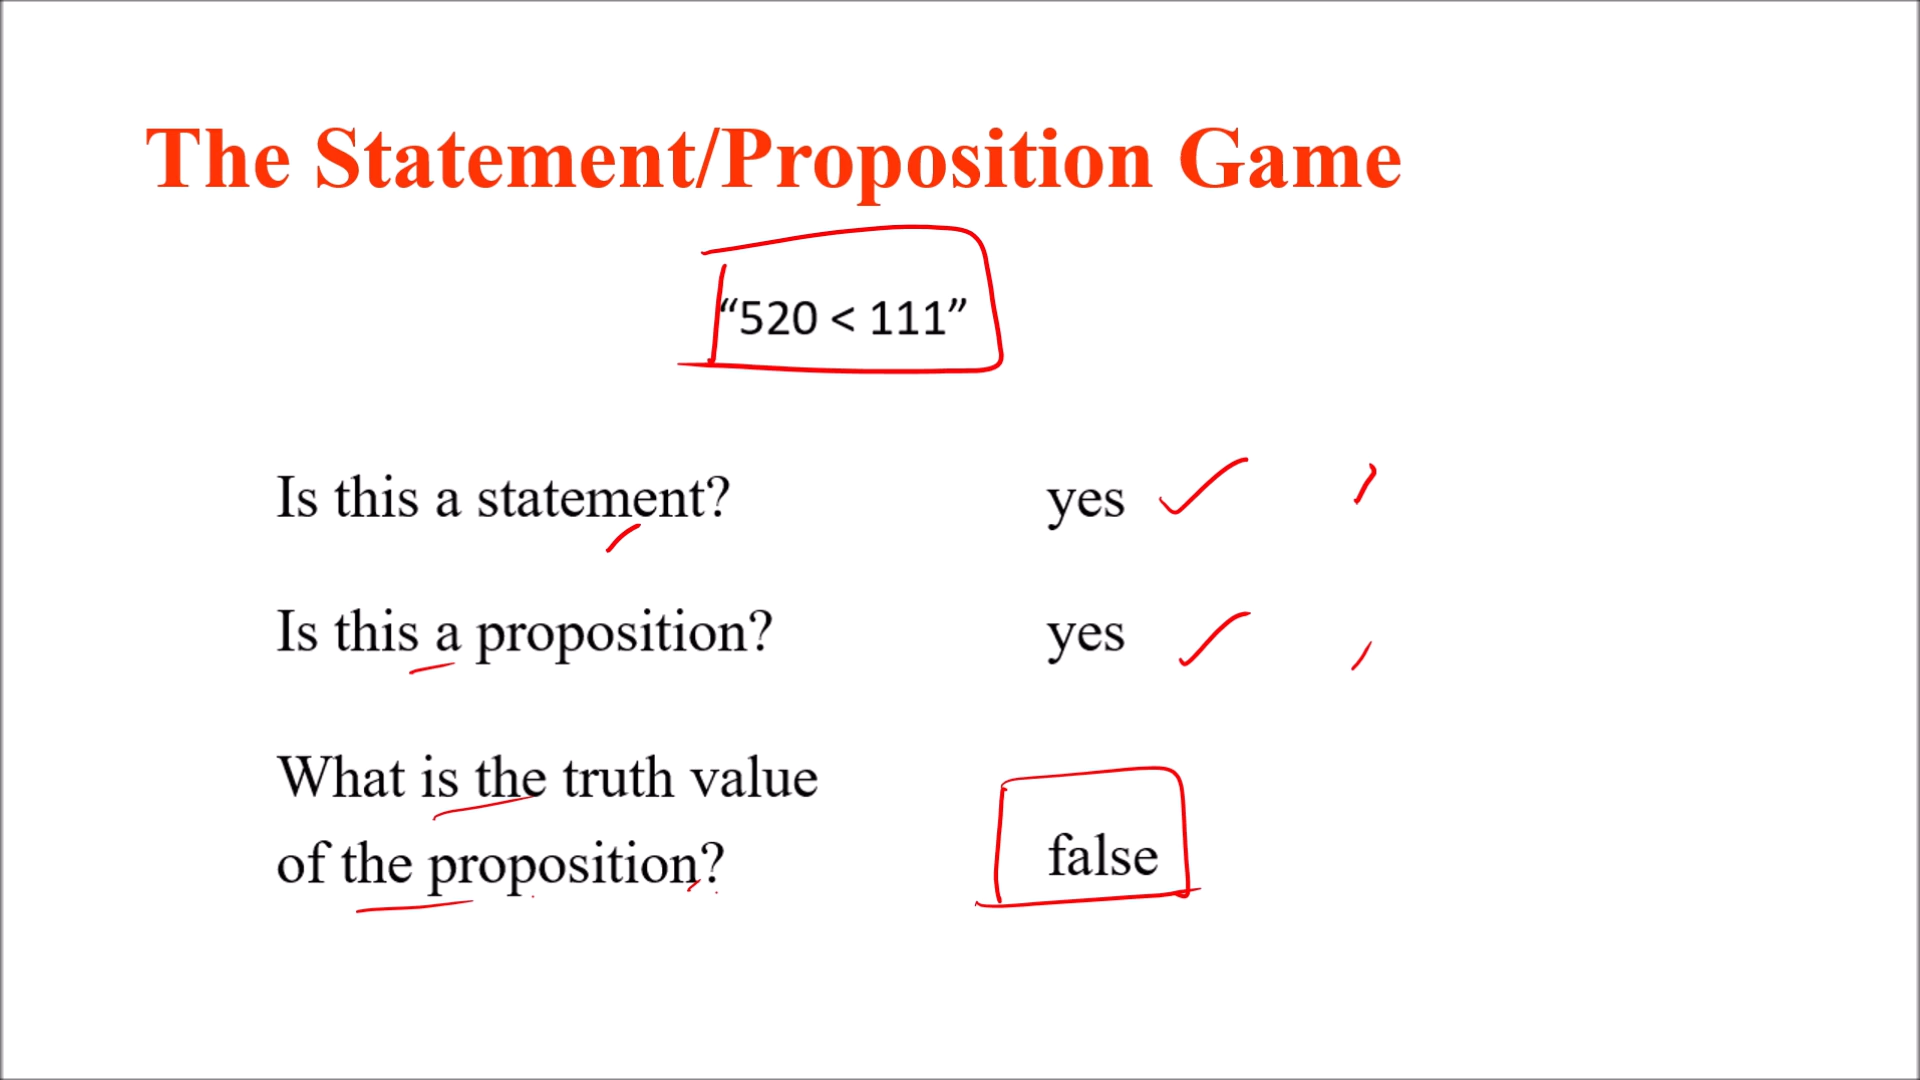 The Statement/Proposition Game
“520 < 111”
Is this a statement? yes
Is this a proposition? yes
What is the truth value
of the proposition? false